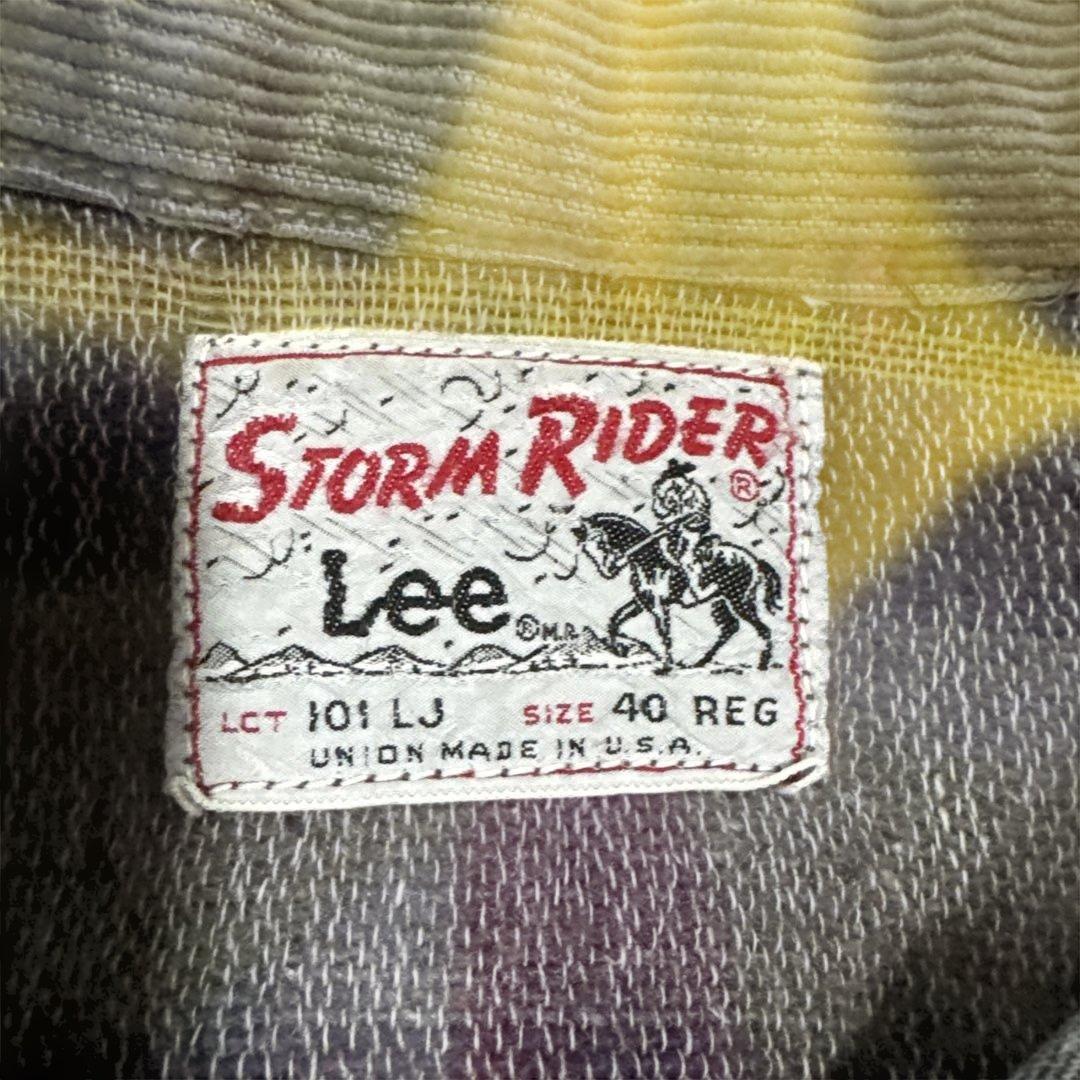 STORM RIDER ®
Lee ® M.R.
LCT 101 LJ SIZE 40 REG
UNION MADE IN U.S.A.